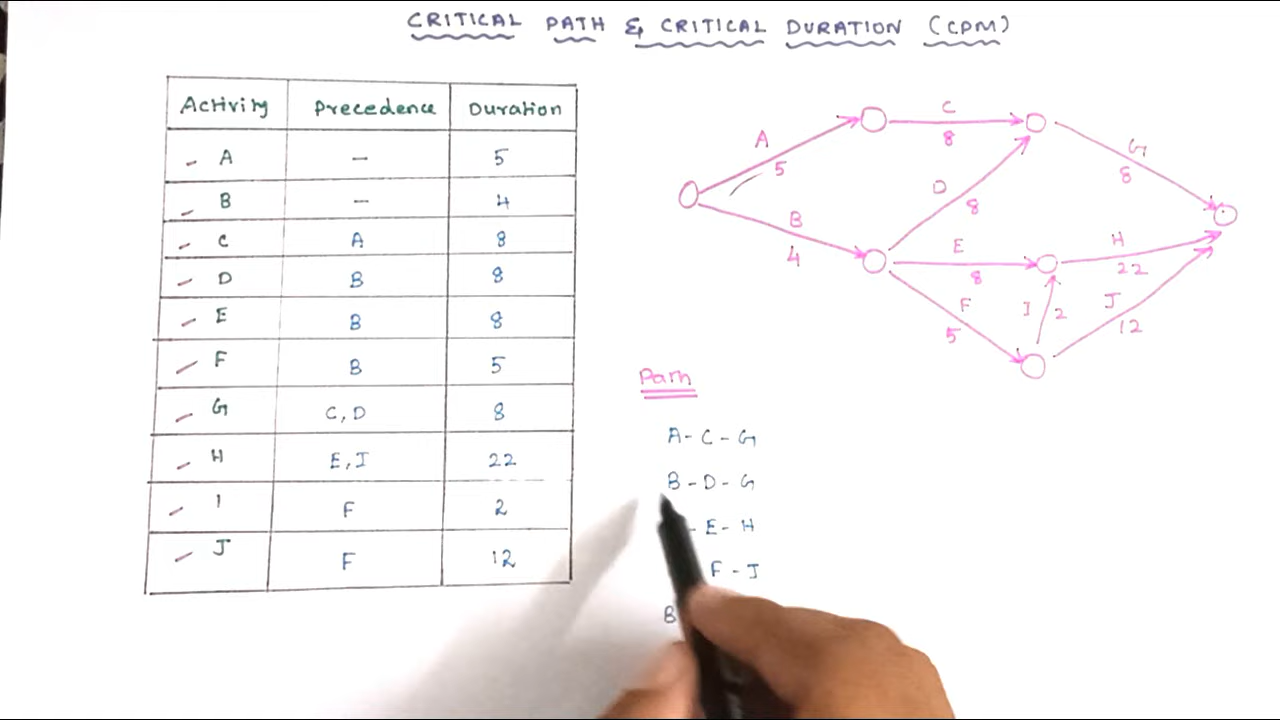 CRITICAL PATH & CRITICAL DURATION (CPM)
Activity Precedence Duration
A - 5
B - 4
C A 8
D B 8
E B 8
F B 5
G C, D 8
H E, I 22
I F 2
J F 12
A 5
B 4
C 8
D 8
E 8
F 5
G 8
H 22
I 2
J 12
Path
A - C - G
B - D - G
- E - H
F - J
B